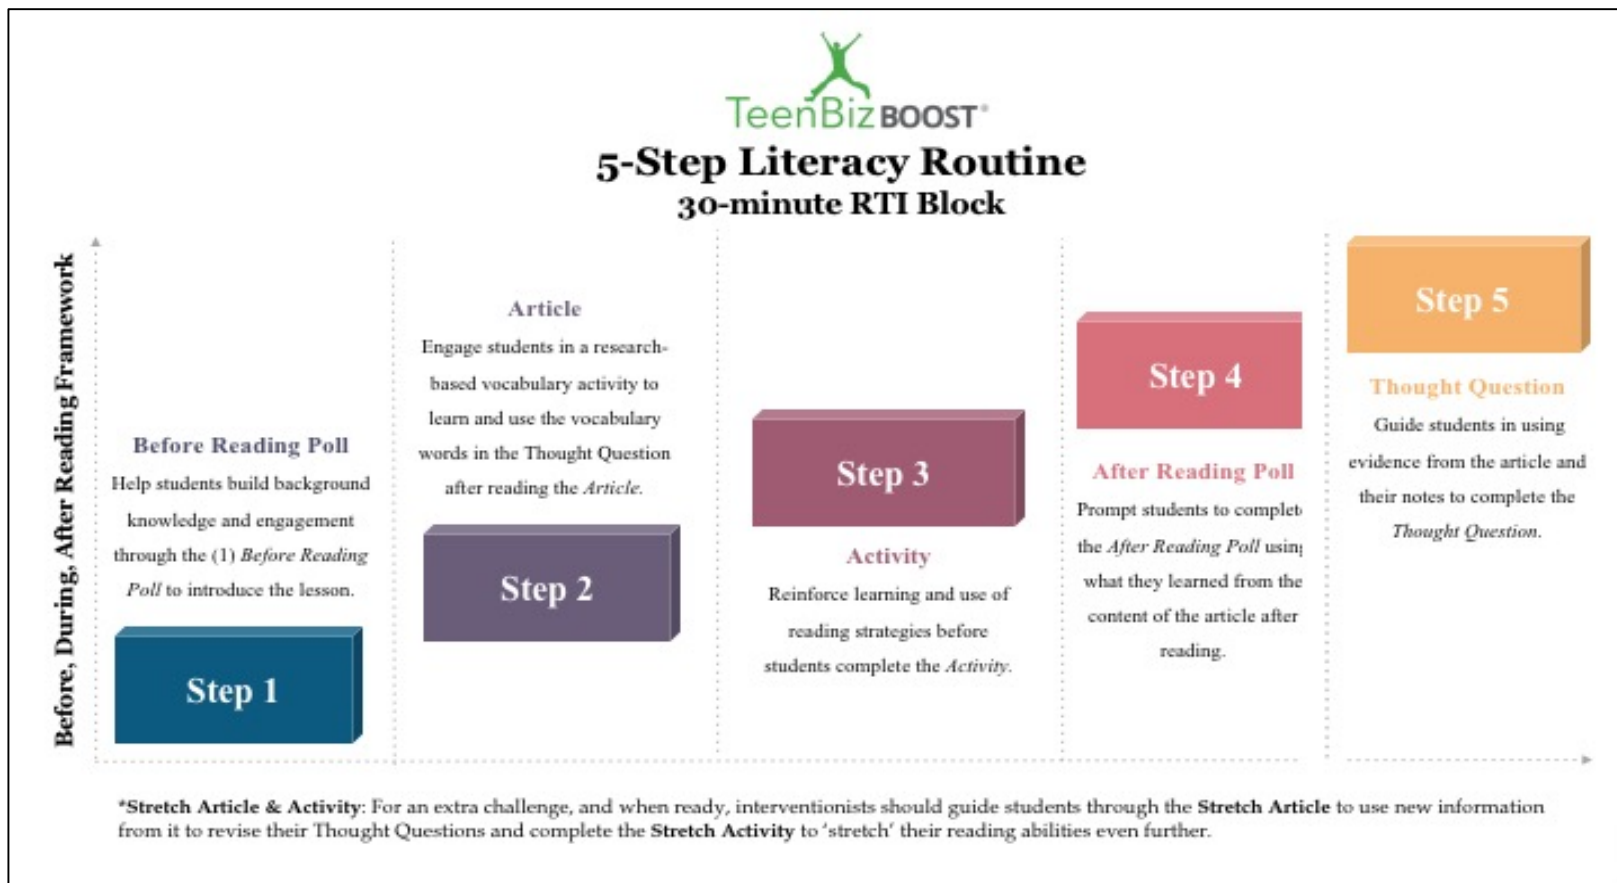 TeenBiz BOOST®
5-Step Literacy Routine
30-minute RTI Block
Before, During, After Reading Framework
Before Reading Poll
Help students build background
knowledge and engagement
through the (1) Before Reading
Poll to introduce the lesson.
Step 1
Article
Engage students in a research-
based vocabulary activity to
learn and use the vocabulary
words in the Thought Question
after reading the Article.
Step 2
Step 3
Activity
Reinforce learning and use of
reading strategies before
students complete the Activity.
Step 4
After Reading Poll
Prompt students to complet
the After Reading Poll using
what they learned from the
content of the article after
reading.
Step 5
Thought Question
Guide students in using
evidence from the article and
their notes to complete the
Thought Question.
*Stretch Article & Activity: For an extra challenge, and when ready, interventionists should guide students through the Stretch Article to use new information
from it to revise their Thought Questions and complete the Stretch Activity to ‘stretch’ their reading abilities even further.